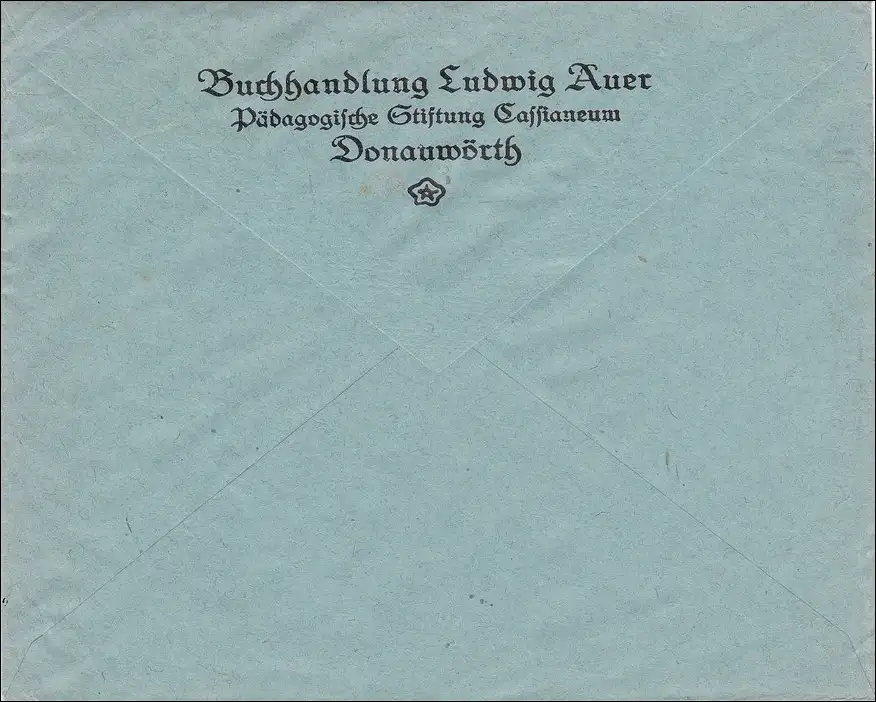 Buchhandlung Ludwig Auer
Pädagogische Stiftung Cassianeum
Donauwörth